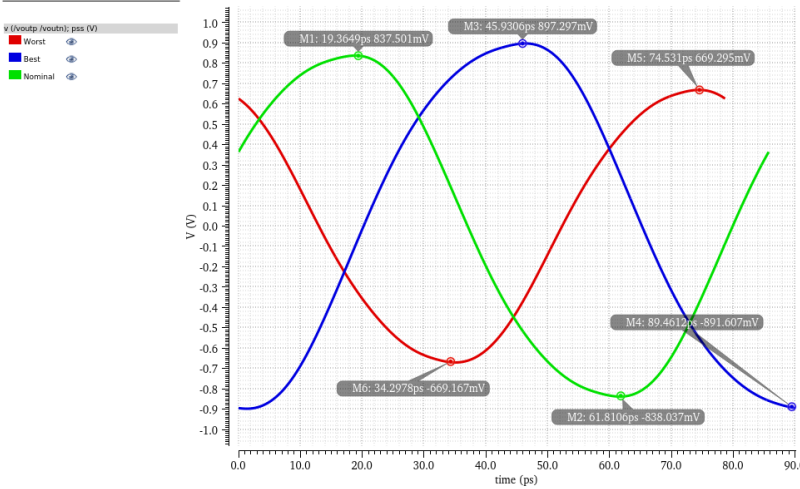 v (/voutp /voutn); pss (V)
Worst
Best
Nominal
V (V)
1.0
0.9
0.8
0.7
0.6
0.5
0.4
0.3
0.2
0.1
0.0
-0.1
-0.2
-0.3
-0.4
-0.5
-0.6
-0.7
-0.8
-0.9
-1.0
M1: 19.3649ps 837.501mV
M3: 45.9306ps 897.297mV
M5: 74.531ps 669.295mV
M4: 89.4612ps -891.607mV
M6: 34.2978ps -669.167mV
M2: 61.8106ps -838.037mV
0.0 10.0 20.0 30.0 40.0 50.0 60.0 70.0 80.0 90.0
time (ps)